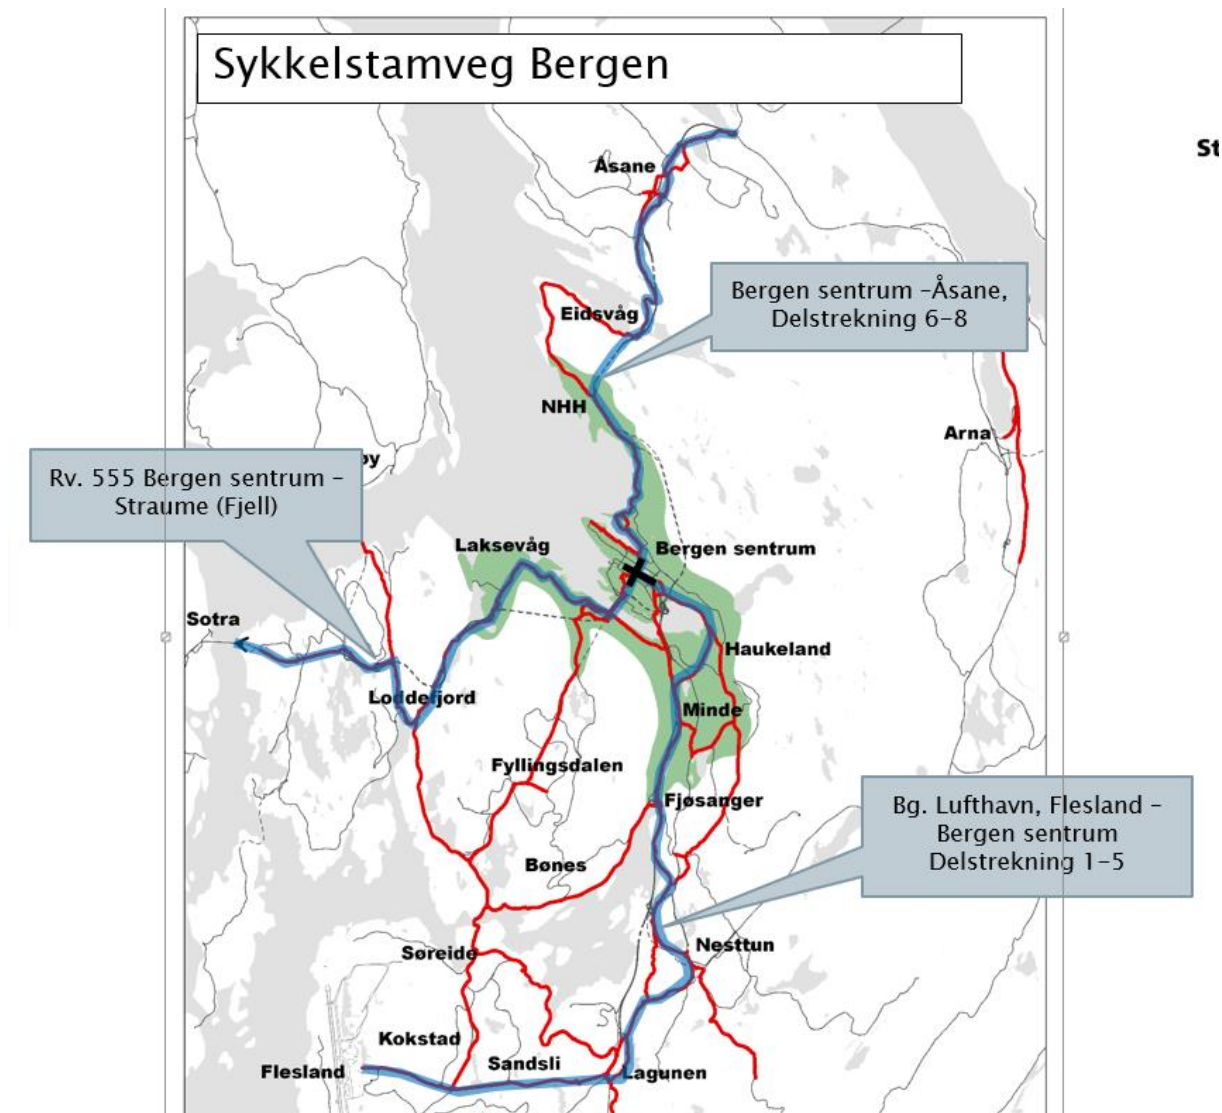 Sykkelstamveg Bergen
St
Åsane
Bergen sentrum –Åsane,
Delstrekning 6–8
Eidsvåg
NHH
Arna
Rv. 555 Bergen sentrum –
Straume (Fjell)
Laksevåg
Bergen sentrum
Sotra
Haukeland
Loddefjord
Minde
Fyllingsdalen
Fjøsanger
Bg. Lufthavn, Flesland –
Bergen sentrum
Delstrekning 1–5
Bønes
Nesttun
Søreide
Kokstad
Sandsli
Flesland
Lagunen